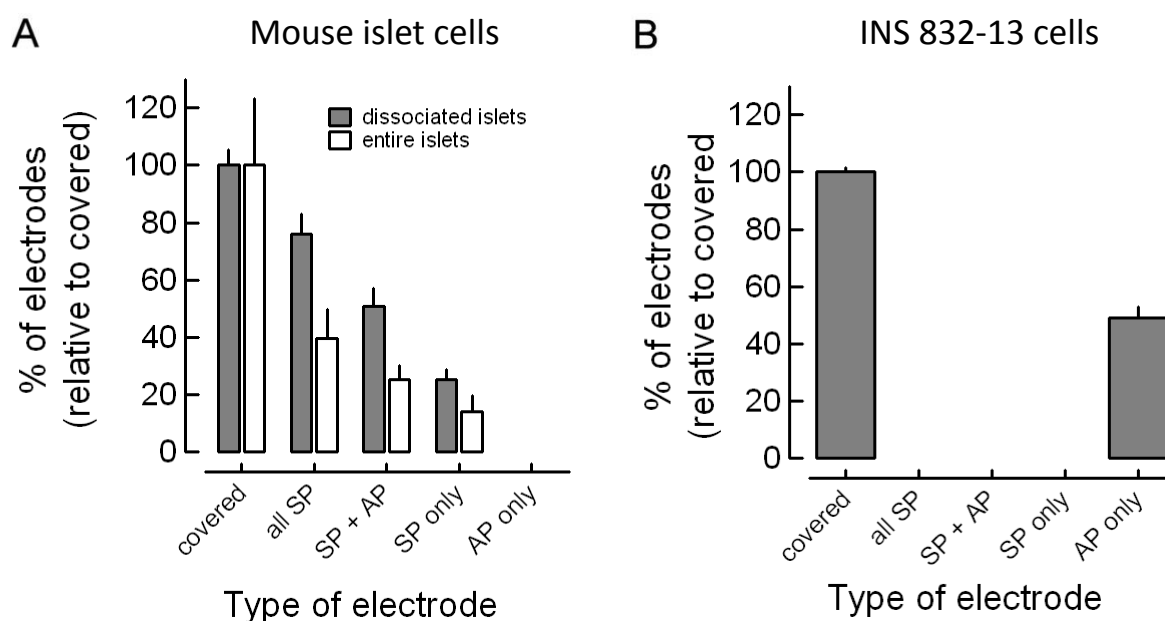 A
Mouse islet cells
% of electrodes
(relative to covered)
120
100
80
60
40
20
0
dissociated islets
entire islets
covered
all SP
SP + AP
SP only
AP only
Type of electrode
B
INS 832-13 cells
% of electrodes
(relative to covered
120
100
80
60
40
20
0
covered
all SP
SP + AP
SP only
AP only
Type of electrode